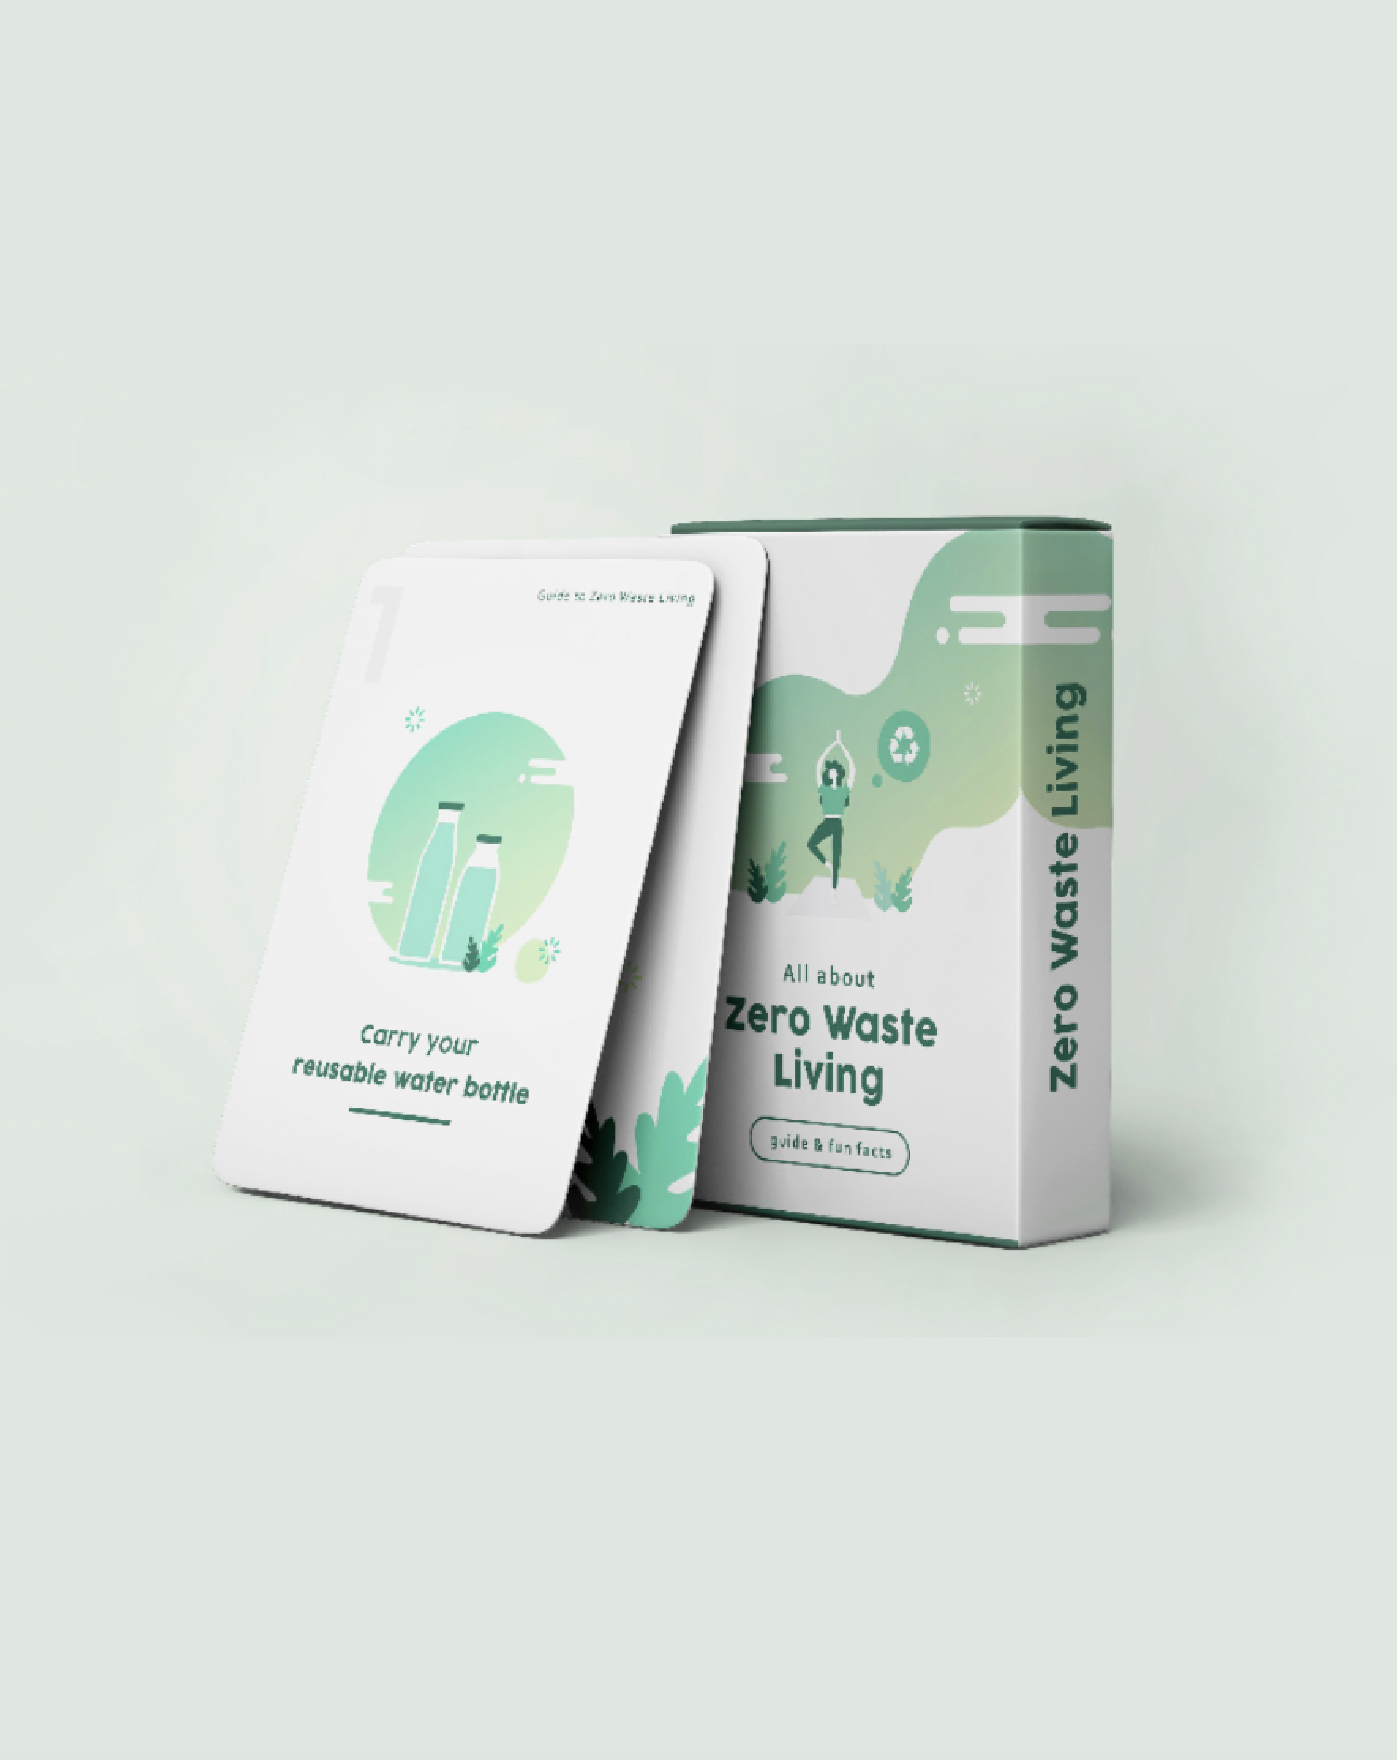 1
Guide to Zero Waste Living
Carry your
reusable water bottle
All about
Zero Waste
Living
guide & fun facts
Zero Waste Living